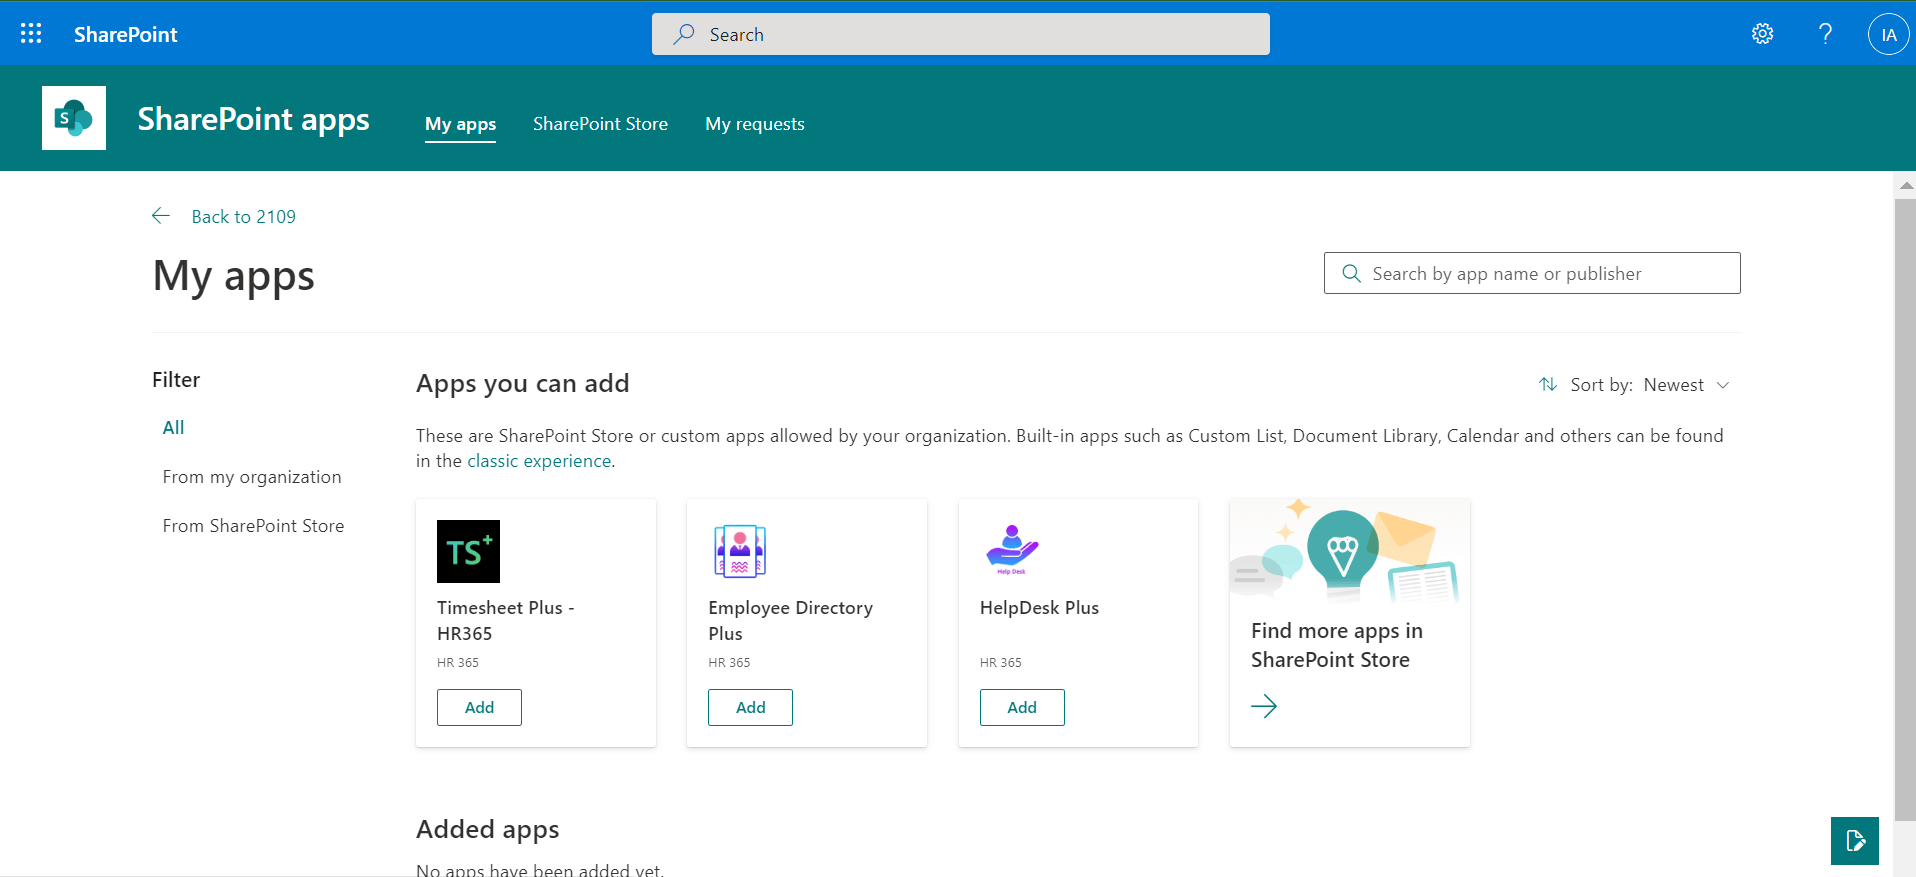 SharePoint
Search
?
IA
S
SharePoint apps
My apps
SharePoint Store
My requests
Back to 2109
My apps
Search by app name or publisher
Filter
All
From my organization
From SharePoint Store
Apps you can add
Sort by: Newest
These are SharePoint Store or custom apps allowed by your organization. Built-in apps such as Custom List, Document Library, Calendar and others can be found
in the classic experience.
TS+
Timesheet Plus -
HR365
HR 365
Add
Employee Directory
Plus
HR 365
Add
Help Desk
HelpDesk Plus
HR 365
Add
Find more apps in
SharePoint Store
Added apps
No apps have been added yet.